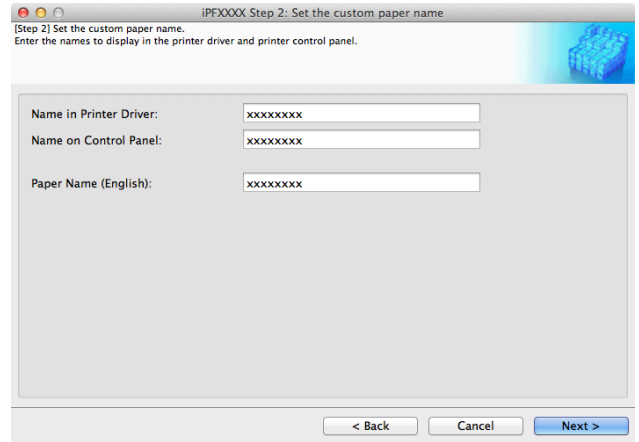 iPFXXXX Step 2: Set the custom paper name
[Step 2] Set the custom paper name.
Enter the names to display in the printer driver and printer control panel.
Name in Printer Driver: xxxxxxxx
Name on Control Panel: xxxxxxxx
Paper Name (English): xxxxxxxx
< Back Cancel Next >